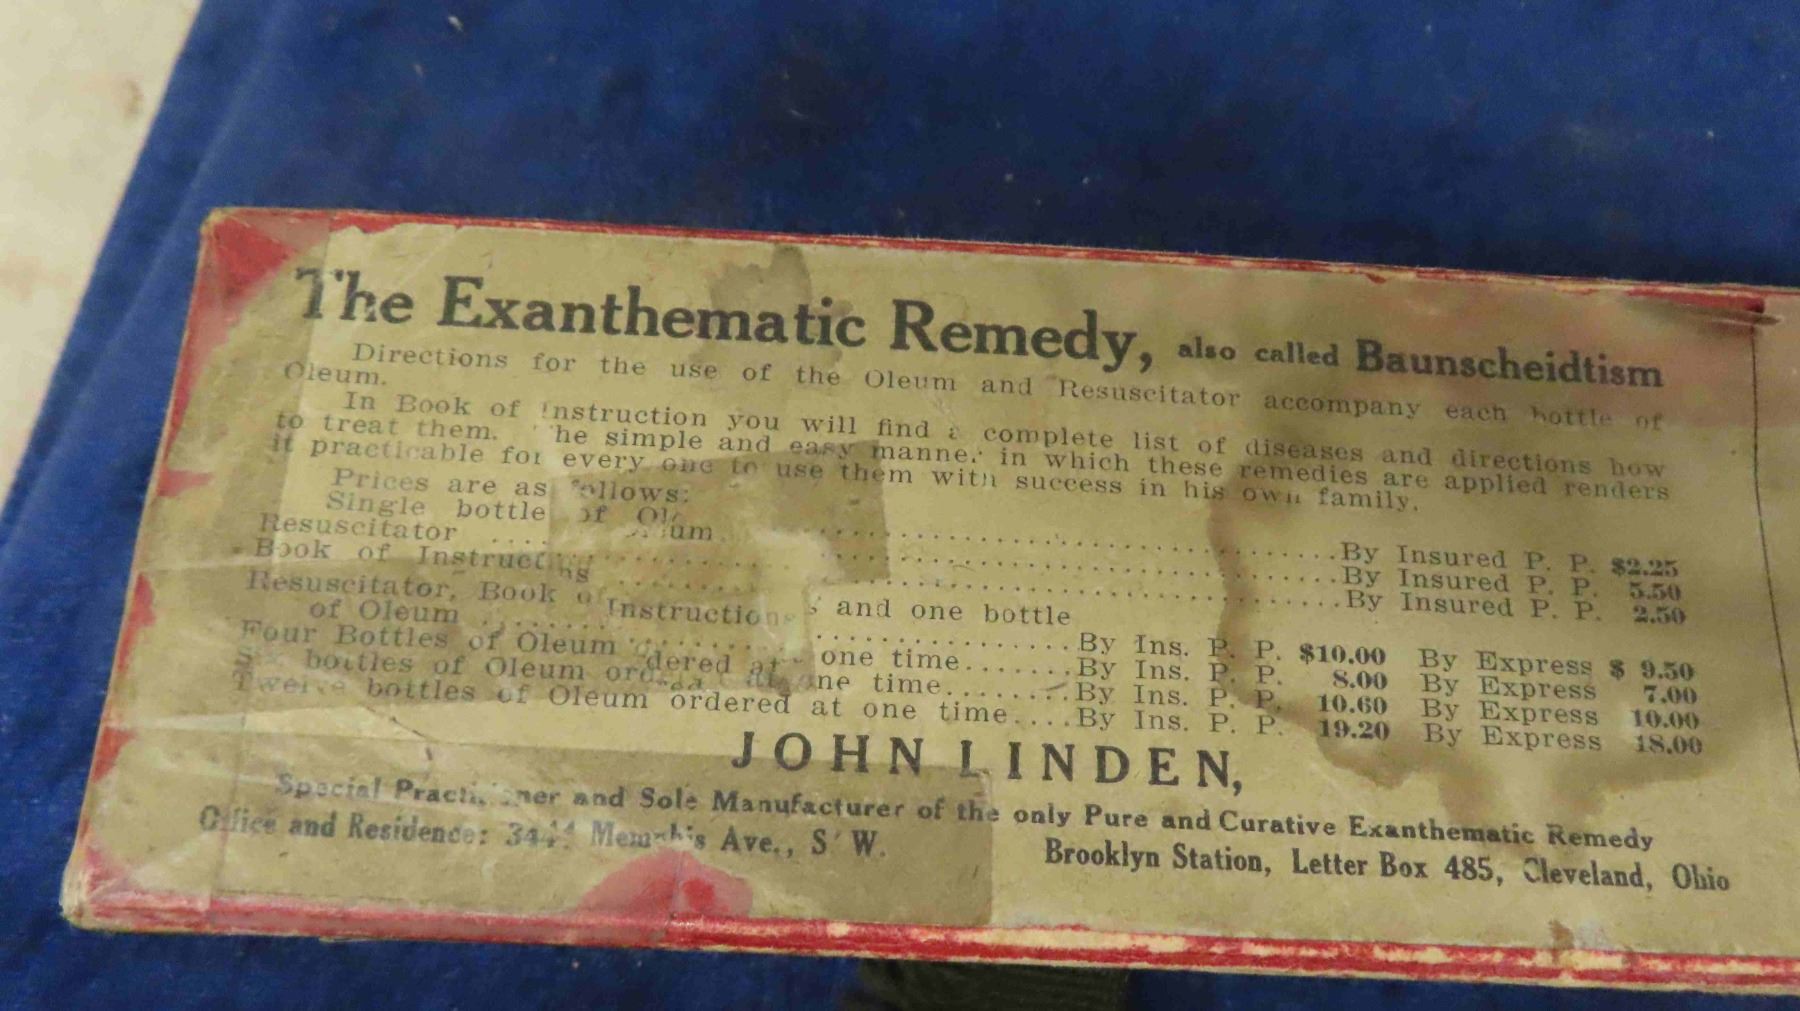 The Exanthematic Remedy, also called Baunscheidtism
Directions for the use of the Oleum and Resuscitator accompany each bottle of
Oleum.
In Book of Instruction you will find a complete list of diseases and directions how
to treat them. The simple and easy manner in which these remedies are applied renders
it practicable for every one to use them with success in his own family.
Prices are as follows:
Single bottle of Oleum ........ By Insured P. P. $2.25
Resuscitator ........ By Insured P. P. 5.50
Book of Instructions ........ By Insured P. P. 2.50
Resuscitator, Book of Instructions and one bottle
of Oleum ........ By Ins. P. P. $10.00 By Express $ 9.50
Four Bottles of Oleum ordered at one time ........ By Ins. P. P. 8.00 By Express 7.00
Six bottles of Oleum ordered at one time ........ By Ins. P. P. 10.60 By Express 10.00
Twelve bottles of Oleum ordered at one time .... By Ins. P. P. 19.20 By Express 18.00
JOHN LINDEN,
Special Practitioner and Sole Manufacturer of the only Pure and Curative Exanthematic Remedy
Office and Residence: Memphis Ave., S. W. Brooklyn Station, Letter Box 485, Cleveland, Ohio